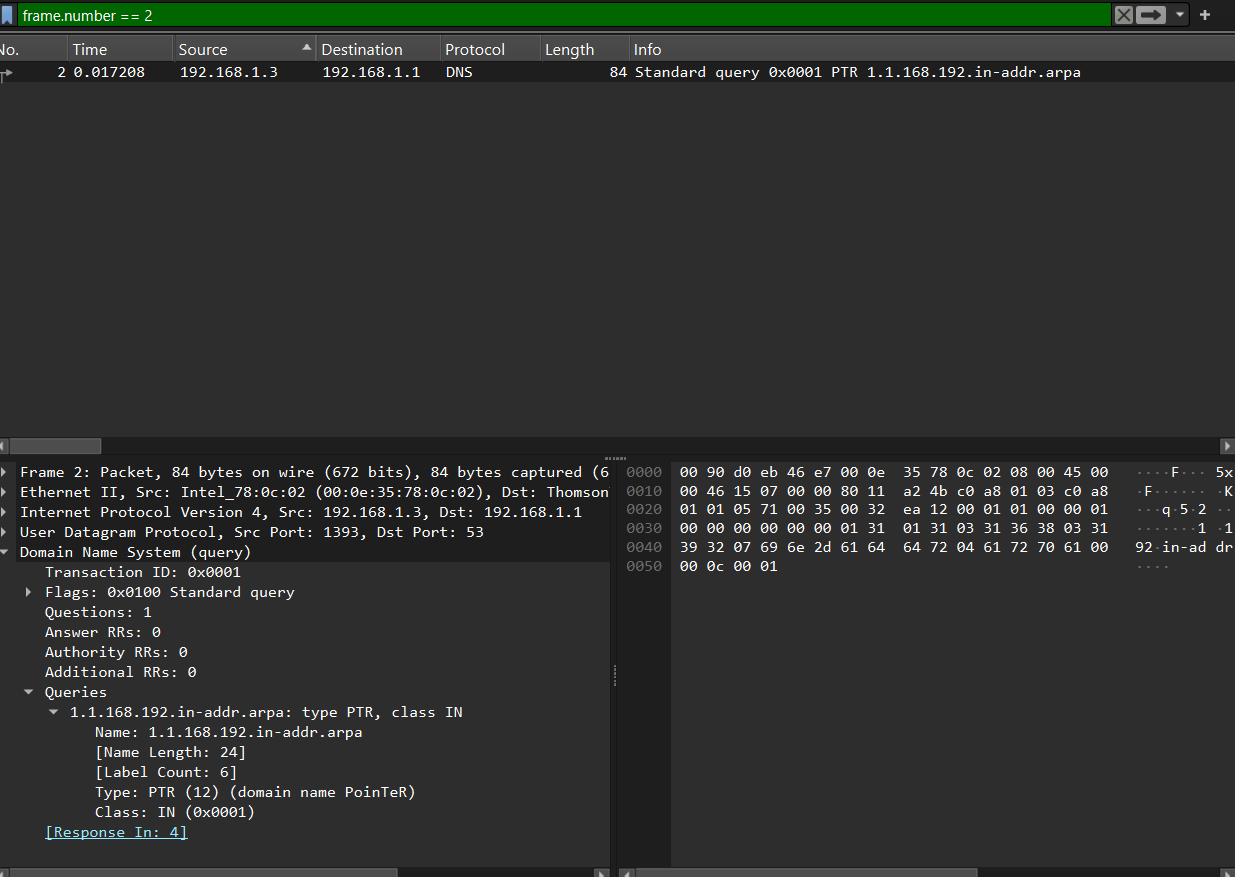 frame.number == 2
No. Time Source Destination Protocol Length Info
2 0.017208 192.168.1.3 192.168.1.1 DNS 84 Standard query 0x0001 PTR 1.1.168.192.in-addr.arpa
Frame 2: Packet, 84 bytes on wire (672 bits), 84 bytes captured (6
Ethernet II, Src: Intel_78:0c:02 (00:0e:35:78:0c:02), Dst: Thomson
Internet Protocol Version 4, Src: 192.168.1.3, Dst: 192.168.1.1
User Datagram Protocol, Src Port: 1393, Dst Port: 53
Domain Name System (query)
Transaction ID: 0x0001
Flags: 0x0100 Standard query
Questions: 1
Answer RRs: 0
Authority RRs: 0
Additional RRs: 0
Queries
1.1.168.192.in-addr.arpa: type PTR, class IN
Name: 1.1.168.192.in-addr.arpa
[Name Length: 24]
[Label Count: 6]
Type: PTR (12) (domain name PoinTeR)
Class: IN (0x0001)
[Response In: 4]
0000 00 90 d0 eb 46 e7 00 0e 35 78 0c 02 08 00 45 00 ····F··· 5x
0010 00 46 15 07 00 00 80 11 a2 4b c0 a8 01 03 c0 a8 ·F······ ·K
0020 01 01 05 71 00 35 00 32 ea 12 00 01 01 00 00 01 ···q·5·2 ··
0030 00 00 00 00 00 00 01 31 01 31 03 31 36 38 03 31 ·······1 ·1
0040 39 32 07 69 6e 2d 61 64 64 72 04 61 72 70 61 00 92·in-ad dr
0050 00 0c 00 01 ····